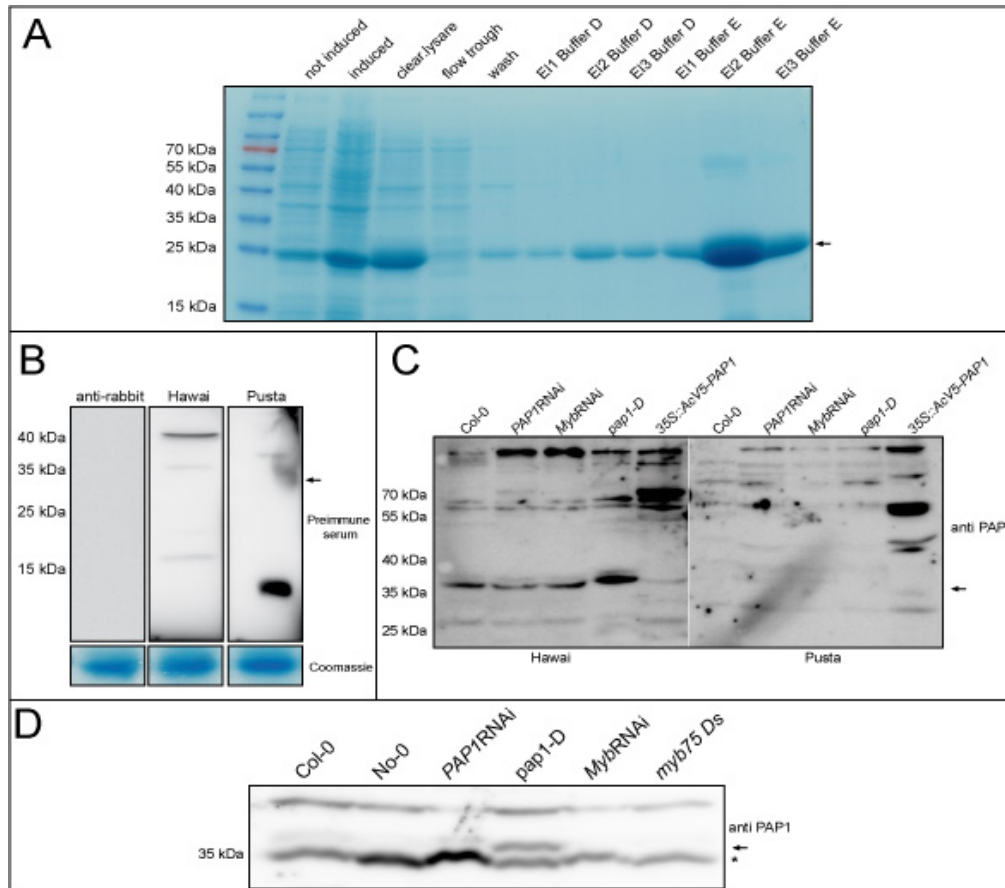 A
not induced
induced
clear.lysare
flow trough
wash
El1 Buffer D
El2 Buffer D
El3 Buffer D
El1 Buffer E
El2 Buffer E
El3 Buffer E
70 kDa
55 kDa
40 kDa
35 kDa
25 kDa
15 kDa
B
anti-rabbit
Hawai
Pusta
40 kDa
35 kDa
25 kDa
15 kDa
Preimmune
serum
Coomassie
C
Col-0
PAP1RNAi
MybRNAi
pap1-D
35S::AcV5-PAP1
Col-0
PAP1RNAi
MybRNAi
pap1-D
35S::AcV5-PAP1
70 kDa
55 kDa
40 kDa
35 kDa
25 kDa
anti PAP
Hawai
Pusta
D
Col-0
No-0
PAP1RNAi
pap1-D
MybRNAi
myb75 Ds
35 kDa
anti PAP1
*